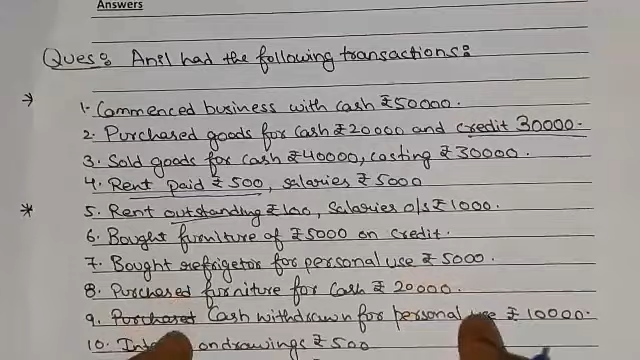 Answers
Ques: Anil had the following transactions:
→ 1. Commenced business with cash ₹50000.
2. Purchased goods for cash ₹20000 and credit 30000.
3. Sold goods for cash ₹40000, costing ₹30000.
4. Rent paid ₹500, salaries ₹5000
* 5. Rent outstanding ₹100, Salaries o/s ₹1000.
6. Bought furniture of ₹5000 on credit.
7. Bought refrigetor for personal use ₹5000.
8. Purchased furniture for cash ₹20000.
9. Purchased Cash withdrawn for personal use ₹10000.
10. on drawings ₹500